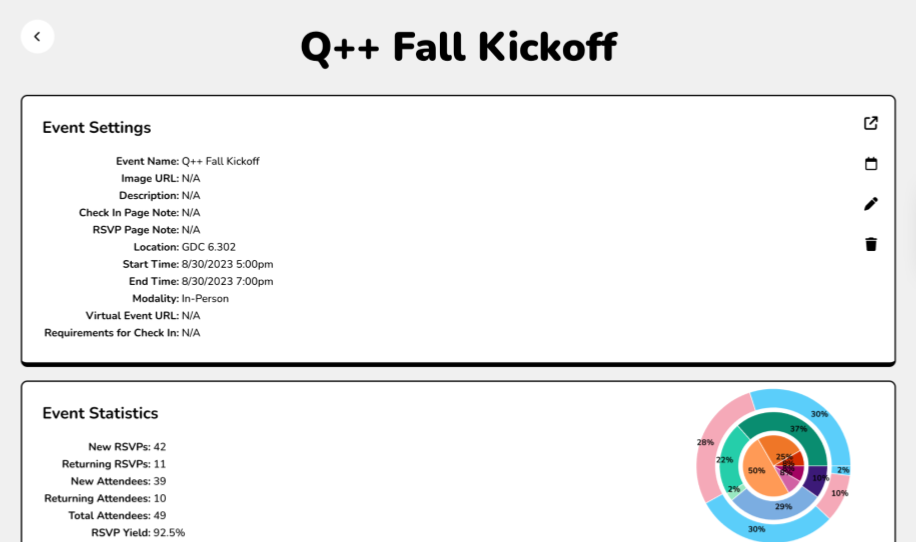 Q++ Fall Kickoff
Event Settings
Event Name: Q++ Fall Kickoff
Image URL: N/A
Description: N/A
Check In Page Note: N/A
RSVP Page Note: N/A
Location: GDC 6.302
Start Time: 8/30/2023 5:00pm
End Time: 8/30/2023 7:00pm
Modality: In-Person
Virtual Event URL: N/A
Requirements for Check In: N/A
Event Statistics
New RSVPs: 42
Returning RSVPs: 11
New Attendees: 39
Returning Attendees: 10
Total Attendees: 49
RSVP Yield: 92.5%
30%
37%
28%
25%
22%
50%
2%
10%
2%
10%
29%
30%